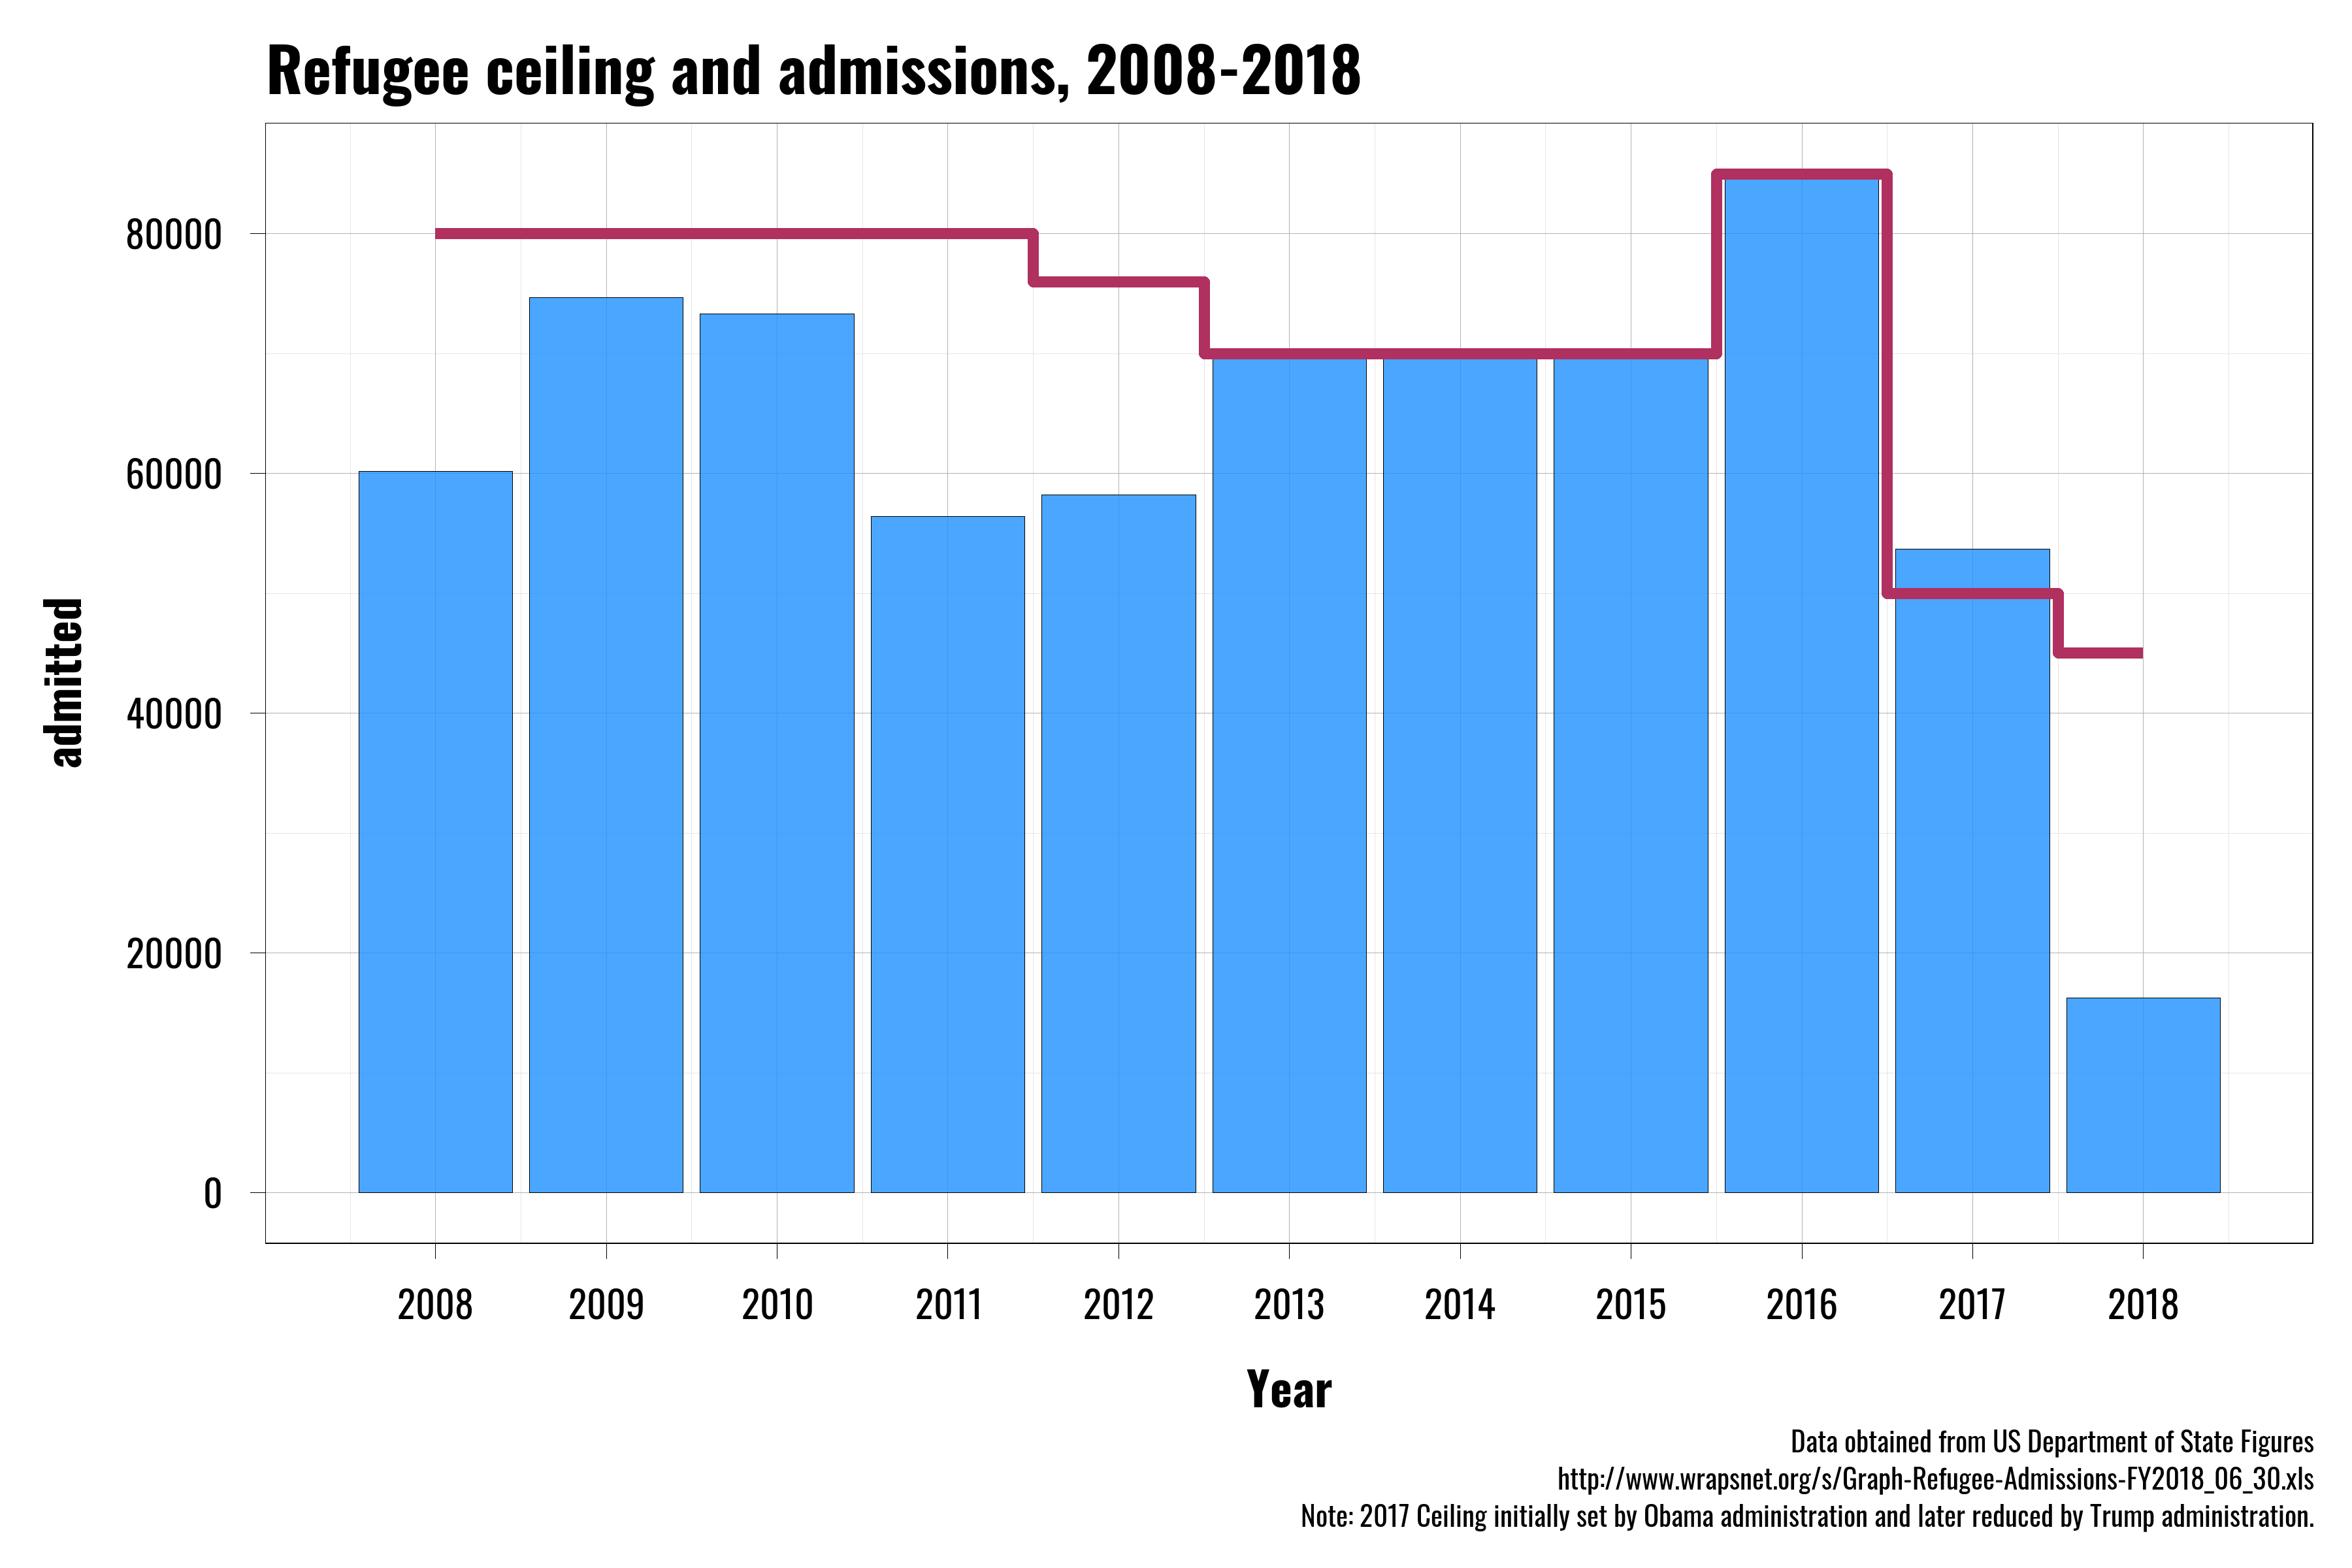 Refugee ceiling and admissions, 2008-2018
admitted
80000
60000
40000
20000
0
2008 2009 2010 2011 2012 2013 2014 2015 2016 2017 2018
Year
Data obtained from US Department of State Figures
http://www.wrapsnet.org/s/Graph-Refugee-Admissions-FY2018_06_30.xls
Note: 2017 Ceiling initially set by Obama administration and later reduced by Trump administration.